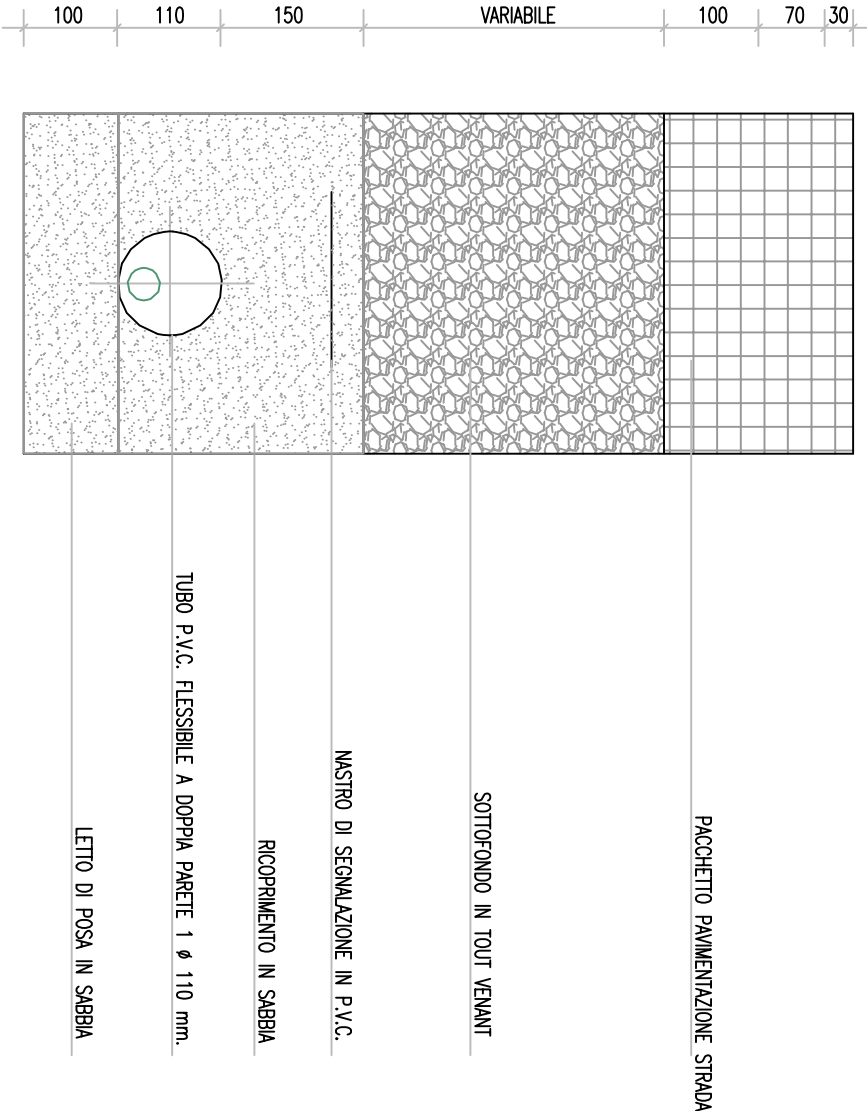 100
110
150
VARIABILE
100
70
30
PACCHETTO PAVIMENTAZIONE STRADA
SOTTOFONDO IN TOUT VENANT
NASTRO DI SEGNALAZIONE IN P.V.C.
RICOPRIMENTO IN SABBIA
TUBO P.V.C. FLESSIBILE A DOPPIA PARETE 1 ø 110 mm.
LETTO DI POSA IN SABBIA